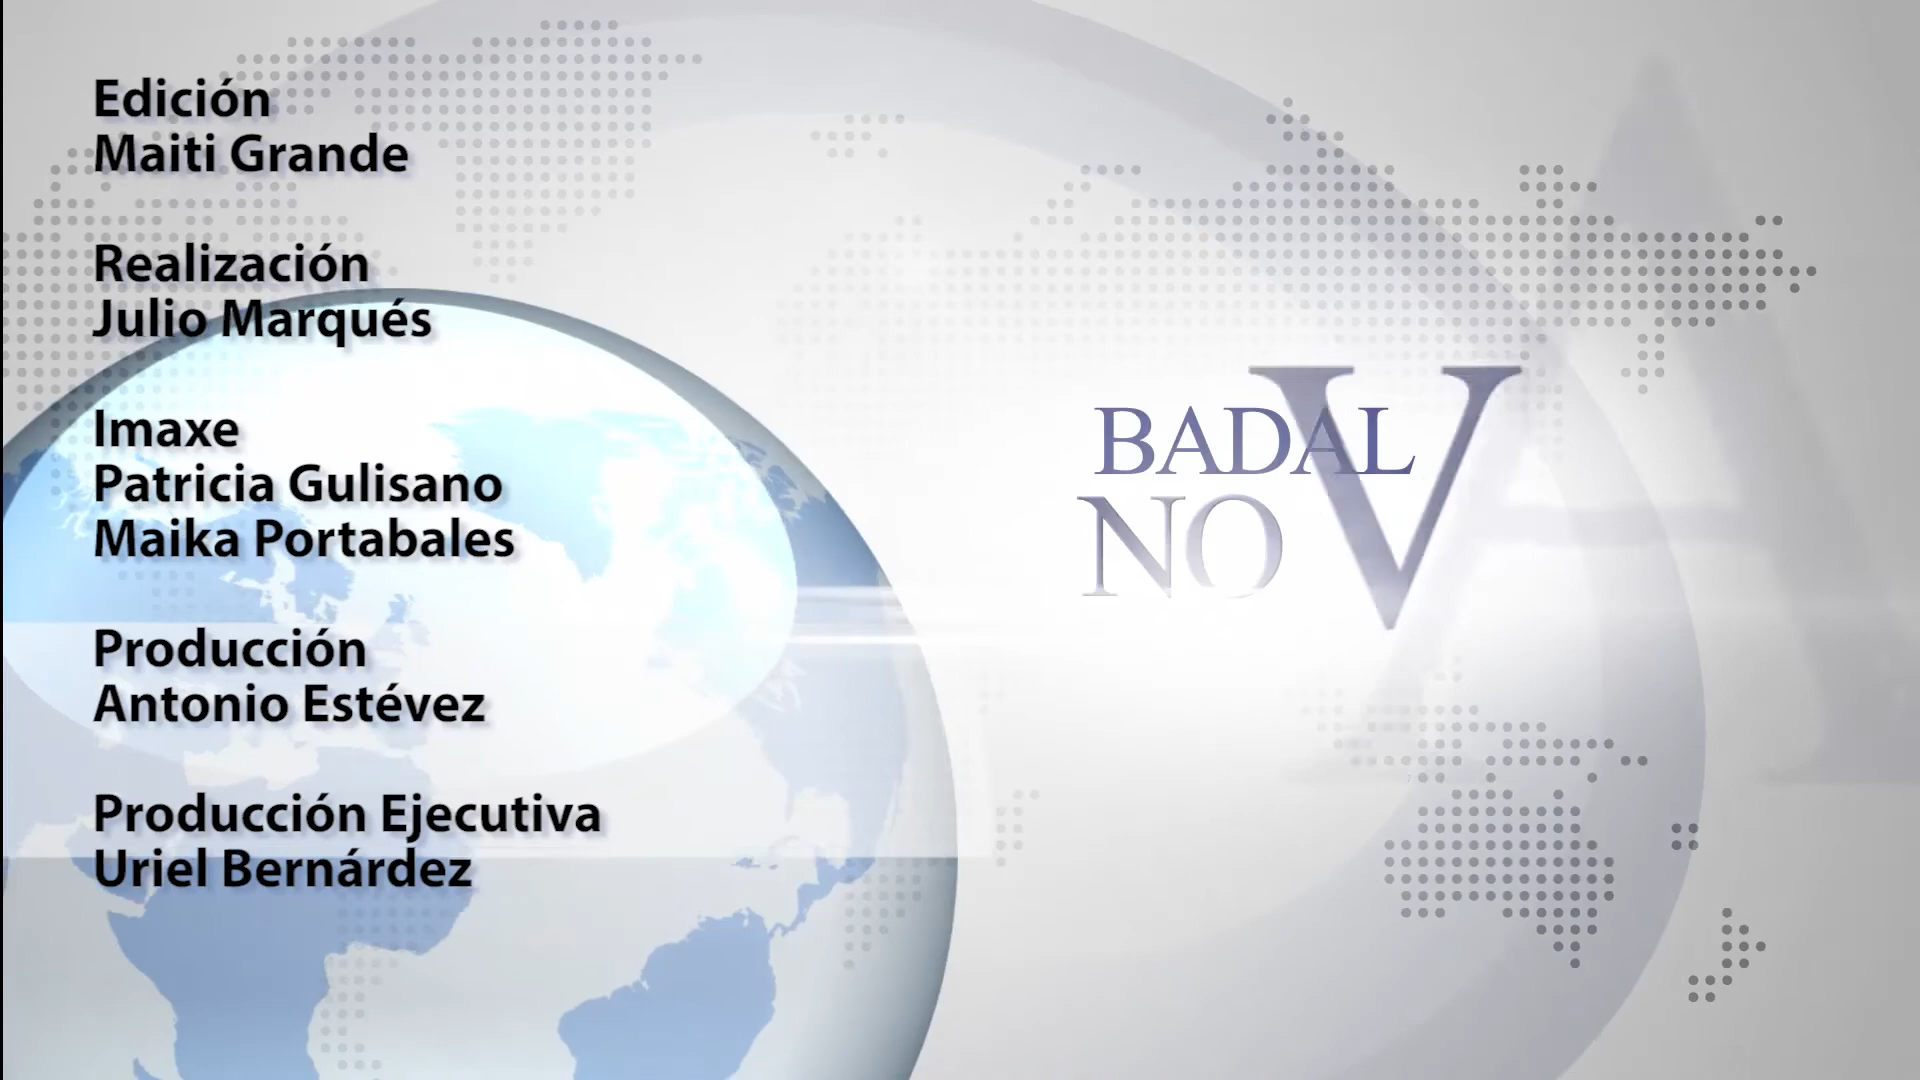 Edición
Maiti Grande
Realización
Julio Marqués
Imaxe
Patricia Gulisano
Maika Portabales
Producción
Antonio Estévez
Producción Ejecutiva
Uriel Bernárdez
BADAL
NO V